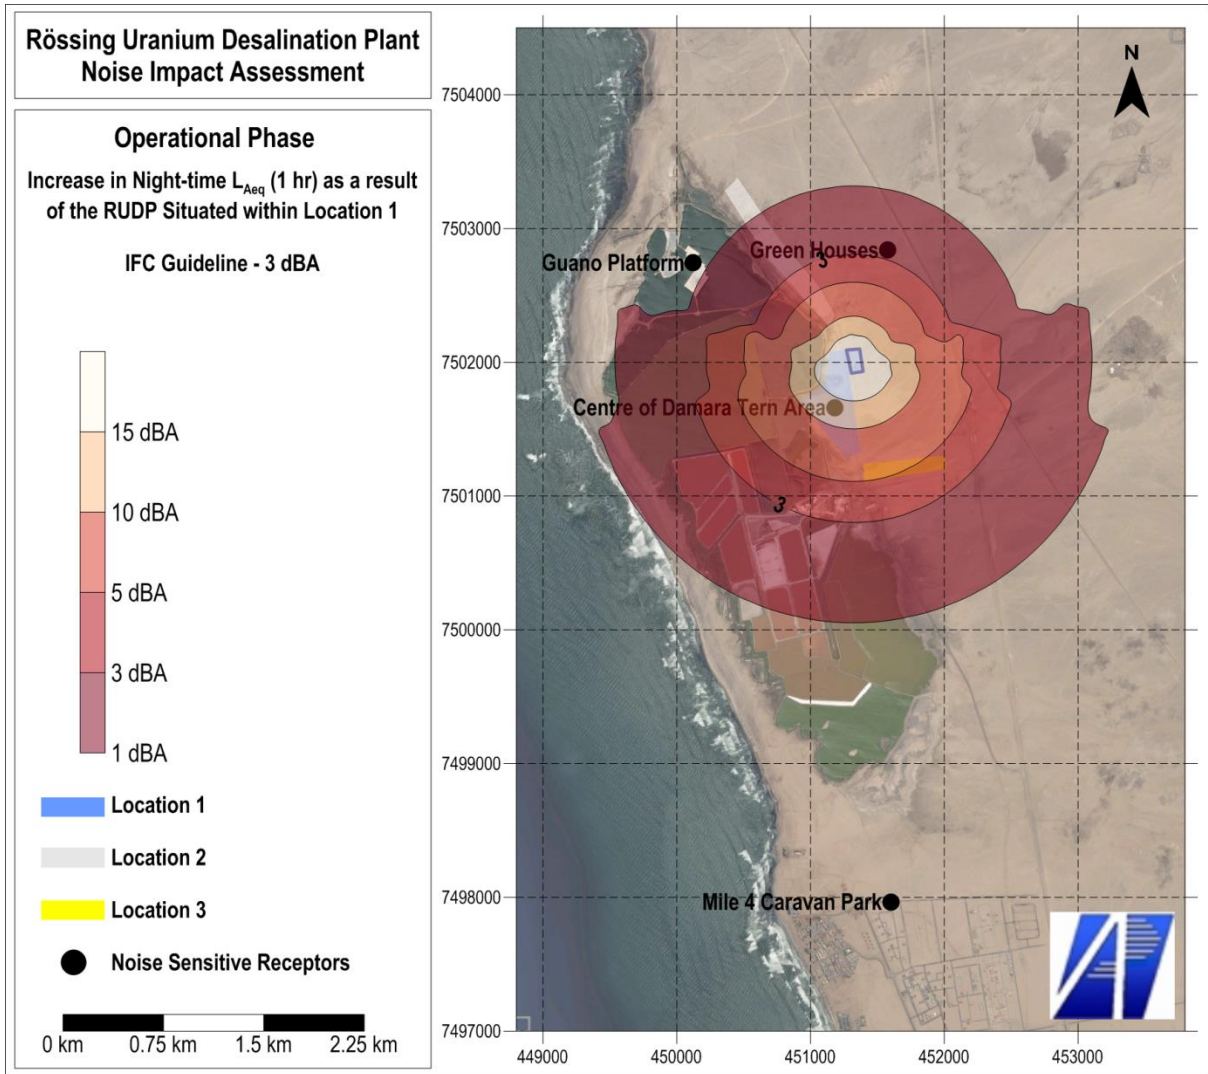 Rössing Uranium Desalination Plant
Noise Impact Assessment
Operational Phase
Increase in Night-time LAeq (1 hr) as a result
of the RUDP Situated within Location 1
IFC Guideline - 3 dBA
15 dBA
10 dBA
5 dBA
3 dBA
1 dBA
Location 1
Location 2
Location 3
Noise Sensitive Receptors
0 km 0.75 km 1.5 km 2.25 km
N
7504000
7503000
7502000
7501000
7500000
7499000
7498000
7497000
Green Houses
3
Guano Platform
Centre of Damara Tern Area
3
Mile 4 Caravan Park
449000 450000 451000 452000 453000
AP